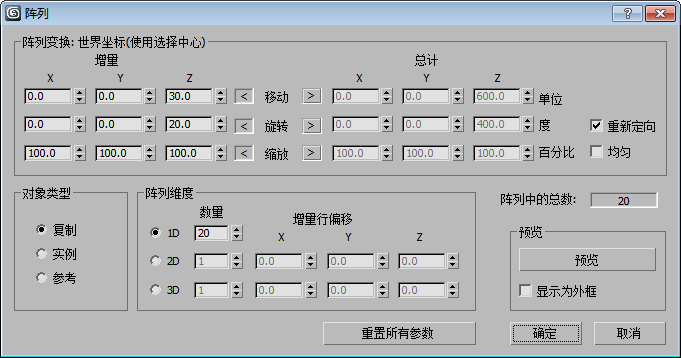 阵列
阵列变换: 世界坐标(使用选择中心)
增量 总计
X Y Z X Y Z
0.0 0.0 30.0 < 移动 > 0.0 0.0 600.0 单位
0.0 0.0 20.0 < 旋转 > 0.0 0.0 400.0 度 重新定向
100.0 100.0 100.0 < 缩放 > 100.0 100.0 100.0 百分比 均匀
对象类型
复制
实例
参考
阵列维度
数量 增量行偏移
X Y Z
1D 20
2D 1 0.0 0.0 0.0
3D 1 0.0 0.0 0.0
阵列中的总数: 20
预览
预览
显示为外框
重置所有参数 确定 取消